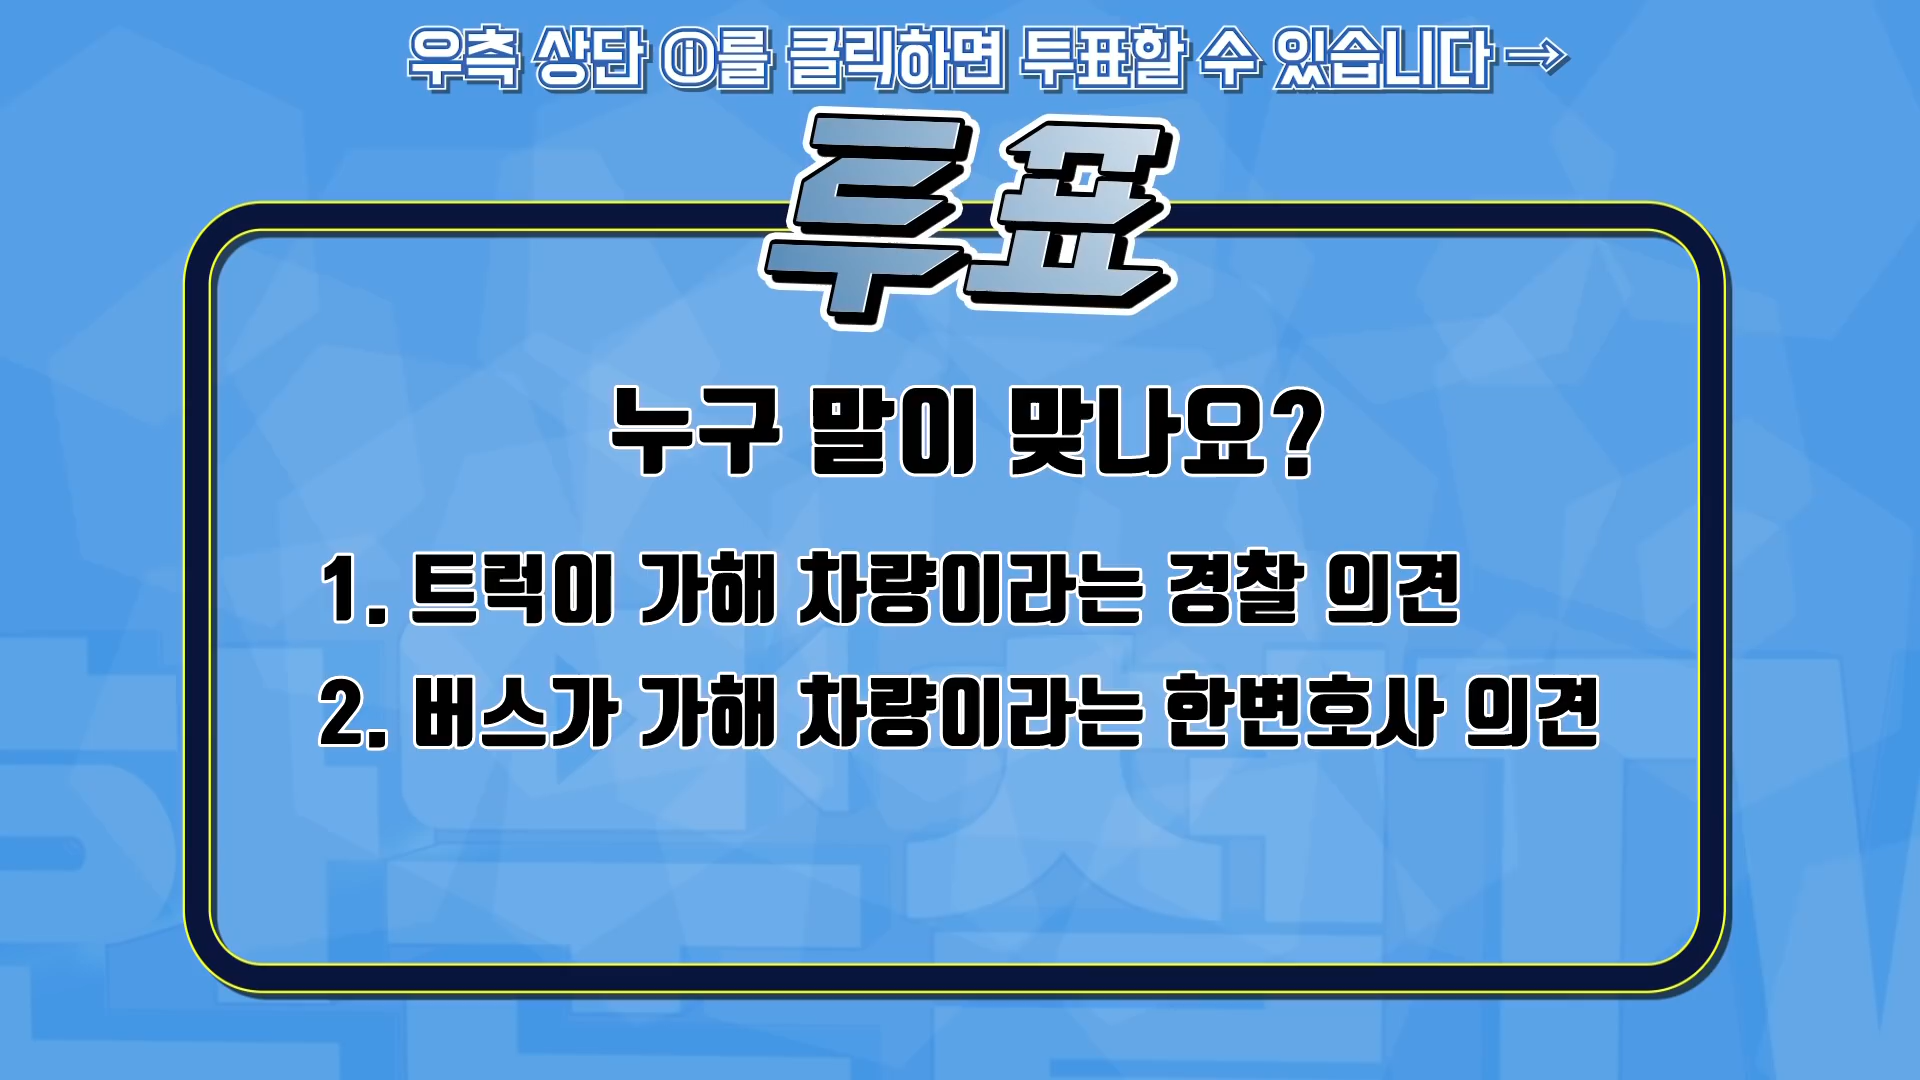 우측 상단 ⓘ를 클릭하면 투표할 수 있습니다 →
투표
누구 말이 맞나요?
1. 트럭이 가해 차량이라는 경찰 의견
2. 버스가 가해 차량이라는 한변호사 의견